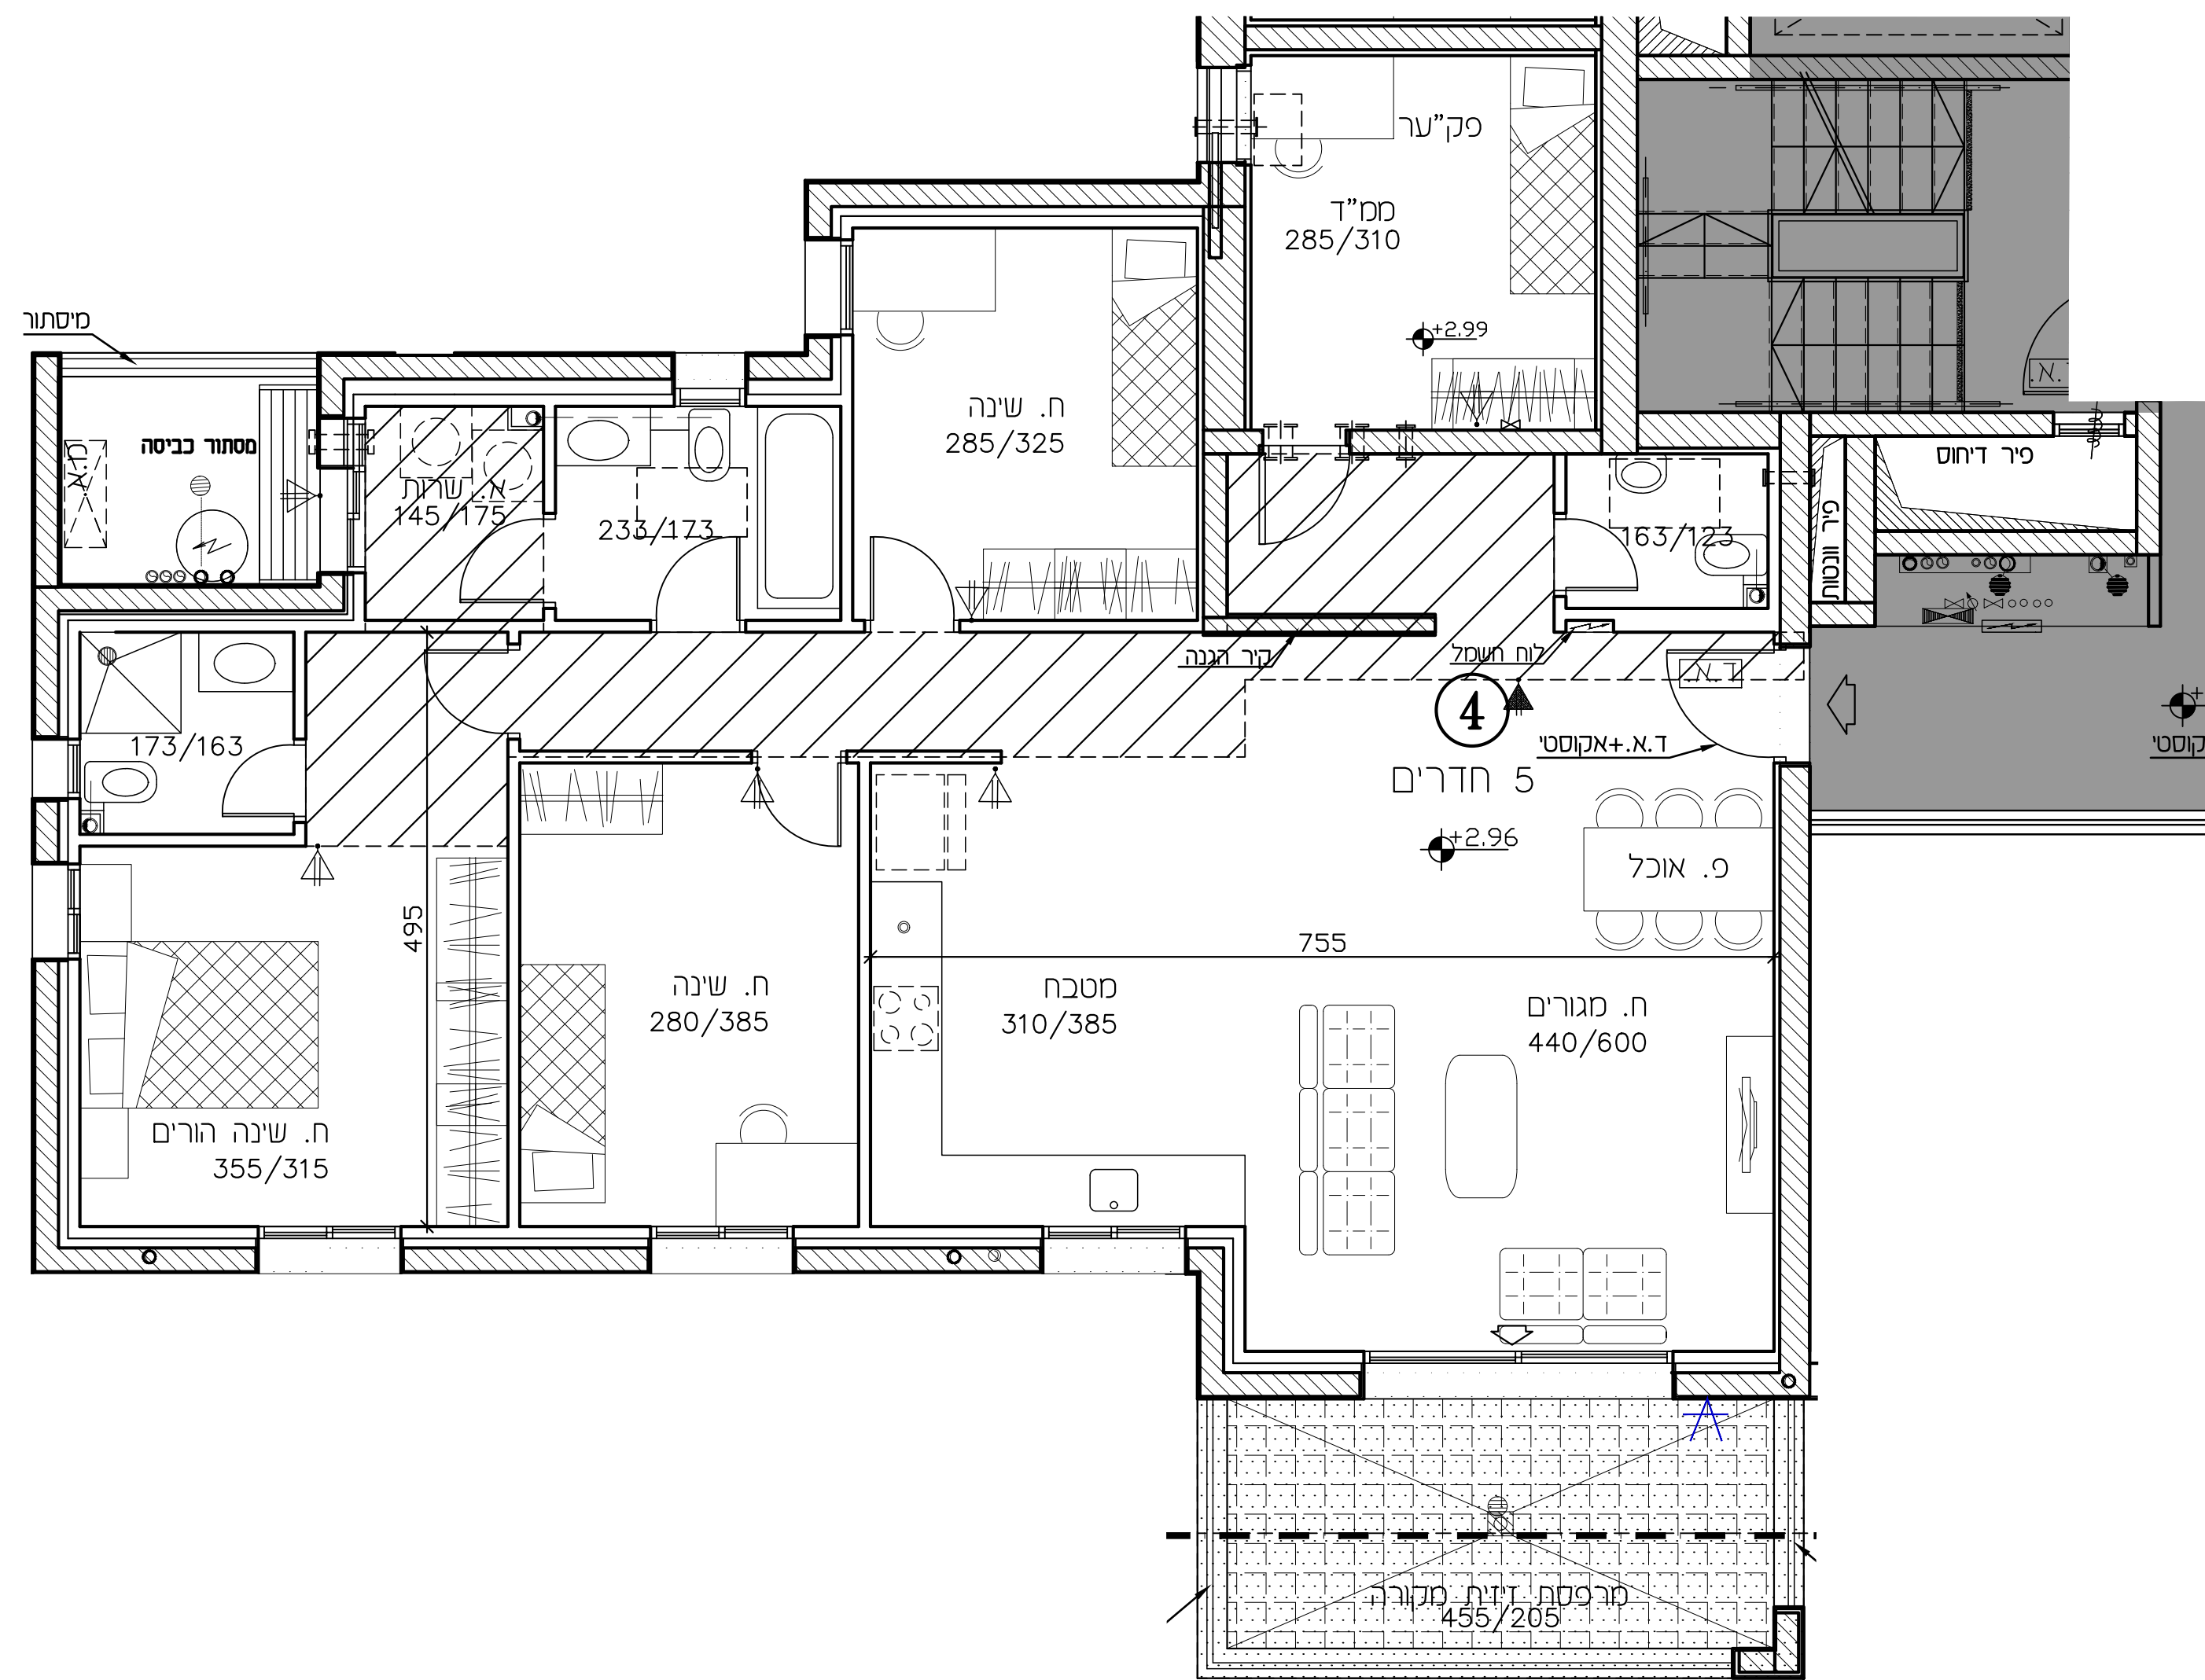 פק"ער
ממ"ד
285/310
+2.99
ד.א.
מיסתור
מ.א
מסתור כביסה
א. שרות
145/175
233/173
ח. שינה
285/325
163/123
פיר דיחוס
פיר וונטות
קיר הגנה
לוח חשמל
ד.א.
4
ד.א.+אקוסטי
5 חדרים
+2.96
173/163
פ. אוכל
495
755
ח. שינה
280/385
מטבח
310/385
ח. מגורים
440/600
ח. שינה הורים
355/315
מרפסת זיזית מקורה
455/205